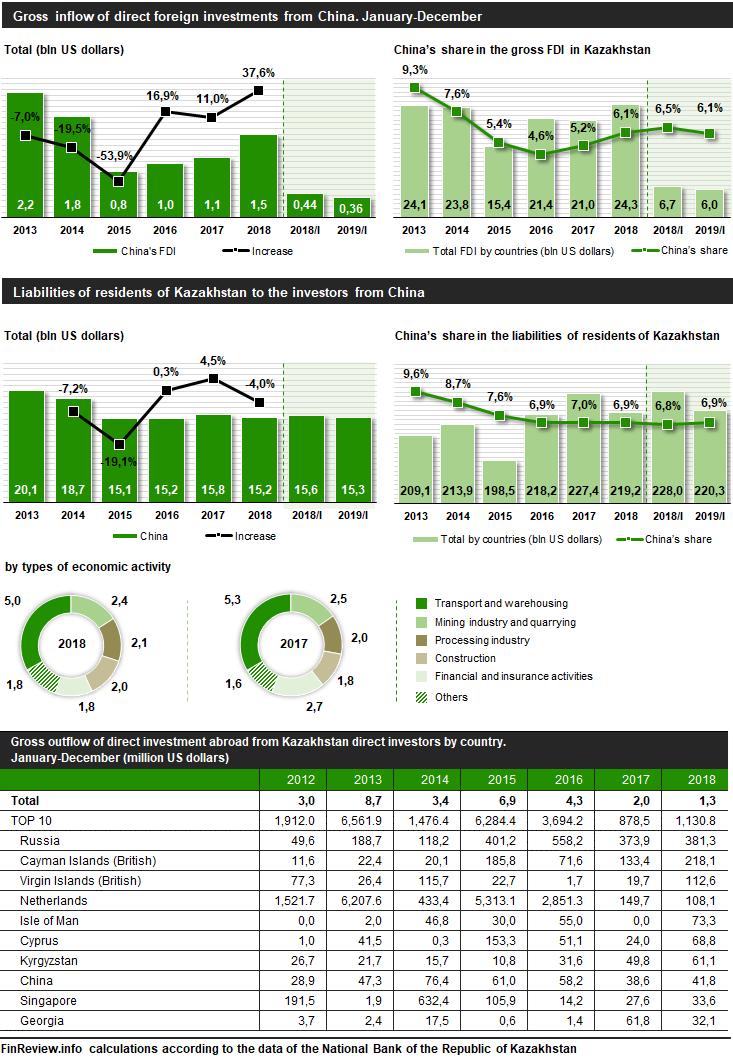 Gross inflow of direct foreign investments from China. January-December
Total (bln US dollars)
-7,0% -19,5% -53,9% 16,9% 11,0% 37,6%
2,2 1,8 0,8 1,0 1,1 1,5 0,44 0,36
2013 2014 2015 2016 2017 2018 2018/I 2019/I
China's FDI Increase
China's share in the gross FDI in Kazakhstan
9,3% 7,6% 5,4% 4,6% 5,2% 6,1% 6,5% 6,1%
24,1 23,8 15,4 21,4 21,0 24,3 6,7 6,0
2013 2014 2015 2016 2017 2018 2018/I 2019/I
Total FDI by countries (bln US dollars) China's share
Liabilities of residents of Kazakhstan to the investors from China
Total (bln US dollars)
-7,2% -19,1% 0,3% 4,5% -4,0%
20,1 18,7 15,1 15,2 15,8 15,2 15,6 15,3
2013 2014 2015 2016 2017 2018 2018/I 2019/I
China Increase
China's share in the liabilities of residents of Kazakhstan
9,6% 8,7% 7,6% 6,9% 7,0% 6,9% 6,8% 6,9%
209,1 213,9 198,5 218,2 227,4 219,2 228,0 220,3
2013 2014 2015 2016 2017 2018 2018/I 2019/I
Total by countries (bln US dollars) China's share
by types of economic activity
5,0 2,4 2,1 2,0 1,8 1,8
2018
5,3 2,5 2,0 1,8 2,7 1,6
2017
Transport and warehousing
Mining industry and quarrying
Processing industry
Construction
Financial and insurance activities
Others
Gross outflow of direct investment abroad from Kazakhstan direct investors by country.
January-December (million US dollars)
2012 2013 2014 2015 2016 2017 2018
Total 3,0 8,7 3,4 6,9 4,3 2,0 1,3
TOP 10 1,912.0 6,561.9 1,476.4 6,284.4 3,694.2 878,5 1,130.8
Russia 49,6 188,7 118,2 401,2 558,2 373,9 381,3
Cayman Islands (British) 11,6 22,4 20,1 185,8 71,6 133,4 218,1
Virgin Islands (British) 77,3 26,4 115,7 22,7 1,7 19,7 112,6
Netherlands 1,521.7 6,207.6 433,4 5,313.1 2,851.3 149,7 108,1
Isle of Man 0,0 2,0 46,8 30,0 55,0 0,0 73,3
Cyprus 1,0 41,5 0,3 153,3 51,1 24,0 68,8
Kyrgyzstan 26,7 21,7 15,7 10,8 31,6 49,8 61,1
China 28,9 47,3 76,4 61,0 58,2 38,6 41,8
Singapore 191,5 1,9 632,4 105,9 14,2 27,6 33,6
Georgia 3,7 2,4 17,5 0,6 1,4 61,8 32,1
FinReview.info calculations according to the data of the National Bank of the Republic of Kazakhstan